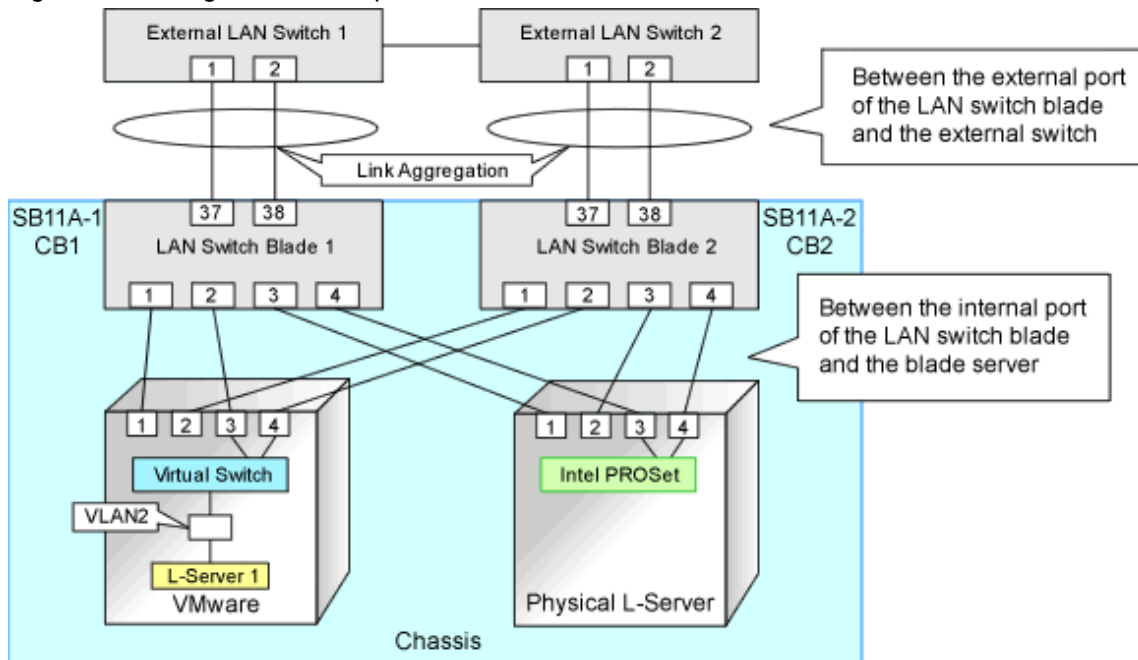 External LAN Switch 1
External LAN Switch 2
1 2
1 2
Between the external port
of the LAN switch blade
and the external switch
Link Aggregation
SB11A-1
CB1
37 38
LAN Switch Blade 1
1 2 3 4
37 38
LAN Switch Blade 2
1 2 3 4
SB11A-2
CB2
Between the internal port
of the LAN switch blade
and the blade server
1 2 3 4
Virtual Switch
VLAN2
L-Server 1
VMware
1 2 3 4
Intel PROSet
Physical L-Server
Chassis